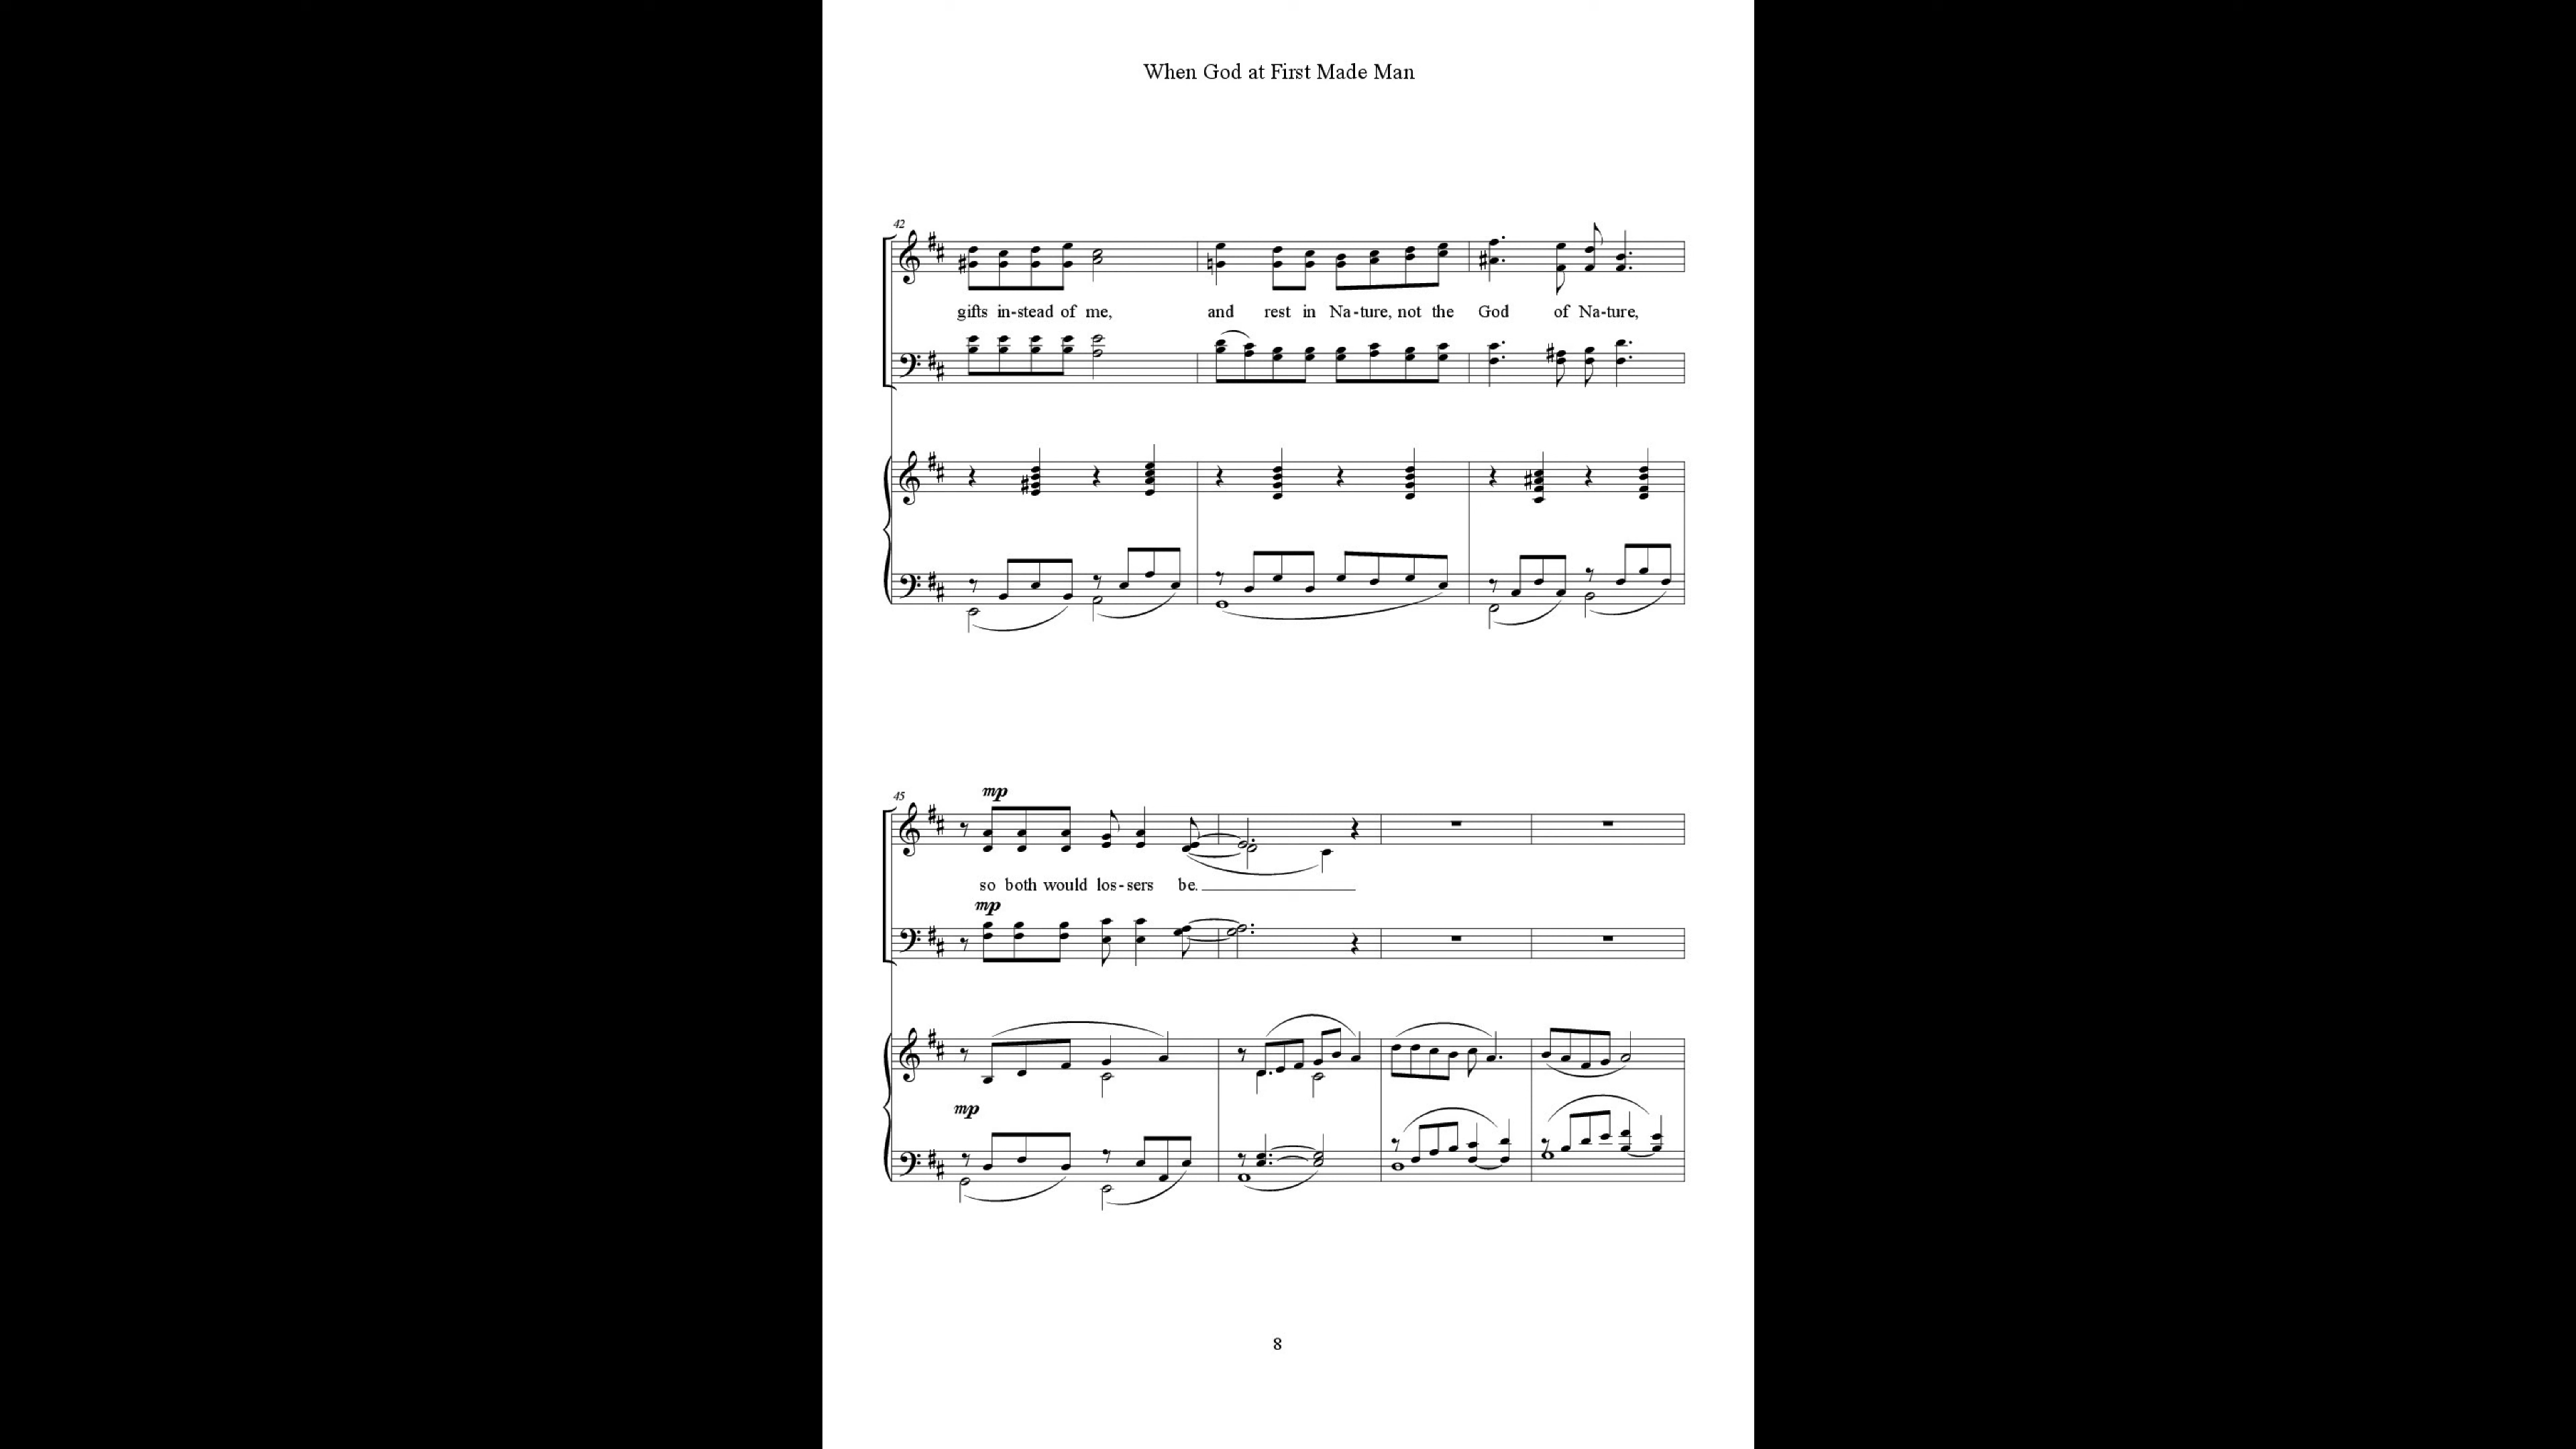 When God at First Made Man
42
gifts in-stead of me, and rest in Na-ture, not the God of Na-ture,
45
mp
so both would los-sers be.
mp
mp
8